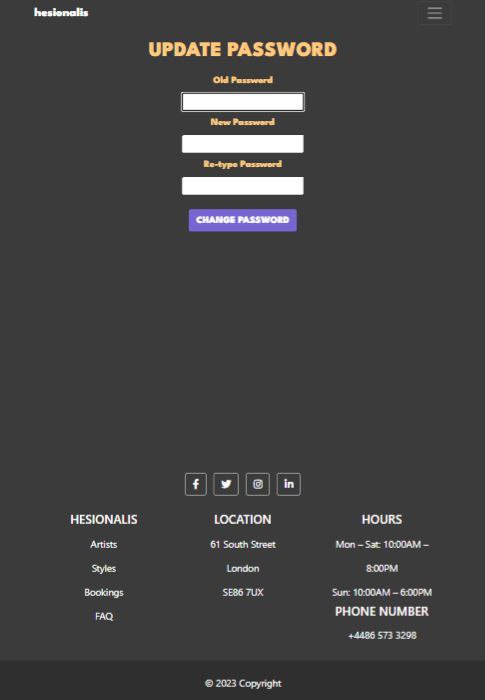 hesionalis
UPDATE PASSWORD
Old Password
New Password
Re-type Password
CHANGE PASSWORD
HESIONALIS
Artists
Styles
Bookings
FAQ
LOCATION
61 South Street
London
SE86 7UX
HOURS
Mon – Sat: 10:00AM –
8:00PM
Sun: 10:00AM – 6:00PM
PHONE NUMBER
+4486 573 3298
© 2023 Copyright